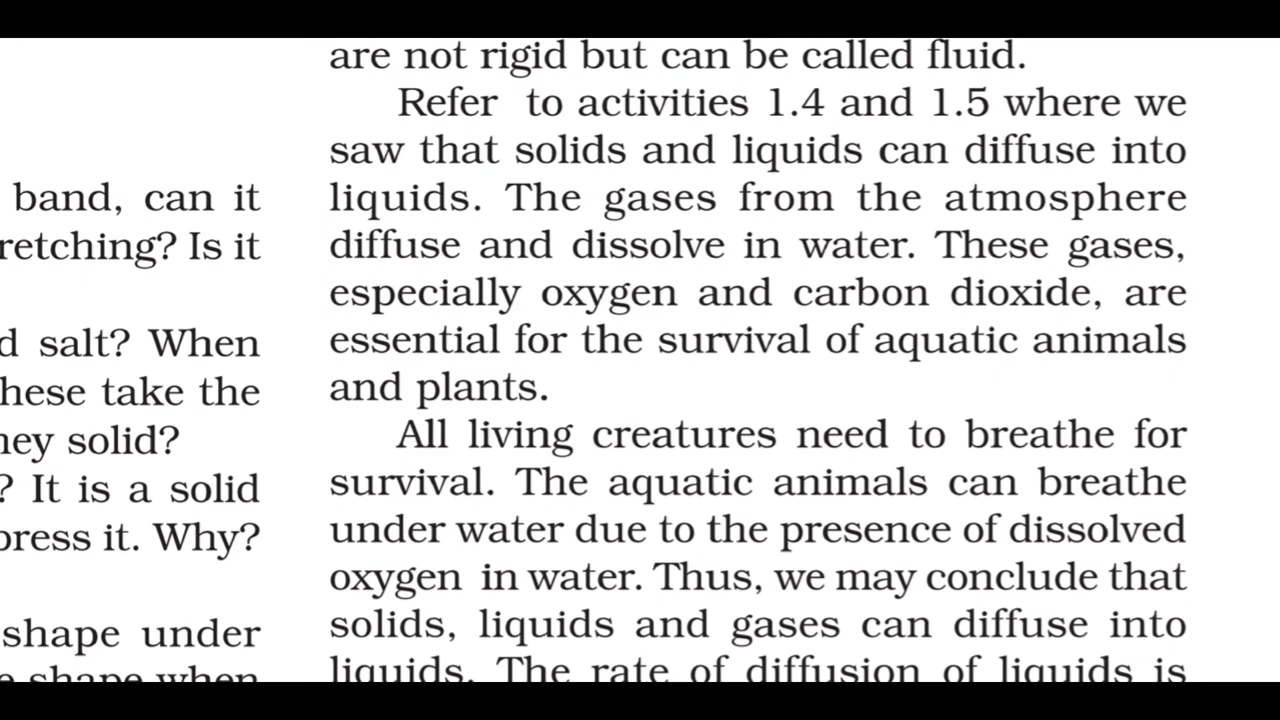 band, can it
retching? Is it
d salt? When
hese take the
hey solid?
? It is a solid
press it. Why?
shape under
e shape when
are not rigid but can be called fluid.
Refer to activities 1.4 and 1.5 where we
saw that solids and liquids can diffuse into
liquids. The gases from the atmosphere
diffuse and dissolve in water. These gases,
especially oxygen and carbon dioxide, are
essential for the survival of aquatic animals
and plants.
All living creatures need to breathe for
survival. The aquatic animals can breathe
under water due to the presence of dissolved
oxygen in water. Thus, we may conclude that
solids, liquids and gases can diffuse into
liquids. The rate of diffusion of liquids is